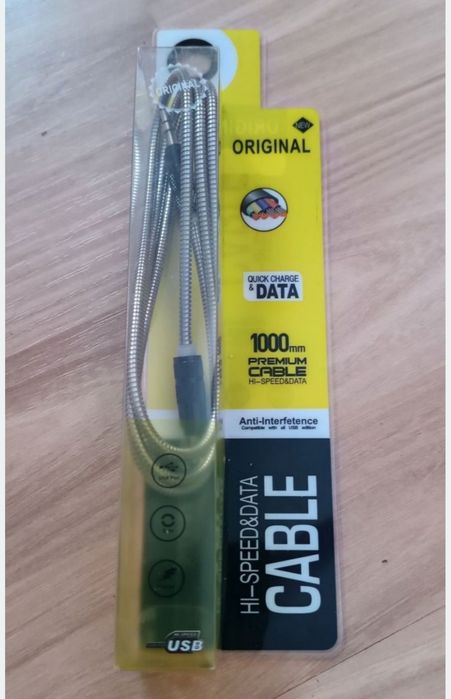 ORIGINAL
NEW
ORIGINAL
QUICK CHARGE
& DATA
1000mm
PREMIUM
CABLE
HI-SPEED&DATA
Anti-Interfetence
Compatible with all USB edition
HI-SPEED&DATA
CABLE
USB